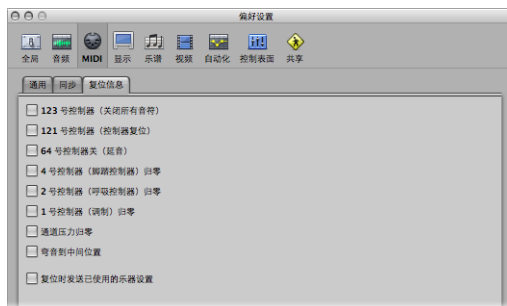 偏好设置
全局 音频 MIDI 显示 乐谱 视频 自动化 控制表面 共享
通用 同步 复位信息
123 号控制器（关闭所有音符）
121 号控制器（控制器复位）
64 号控制器关（延音）
4 号控制器（脚踏控制器）归零
2 号控制器（呼吸控制器）归零
1 号控制器（调制）归零
通道压力归零
弯音到中间位置
复位时发送已使用的乐器设置